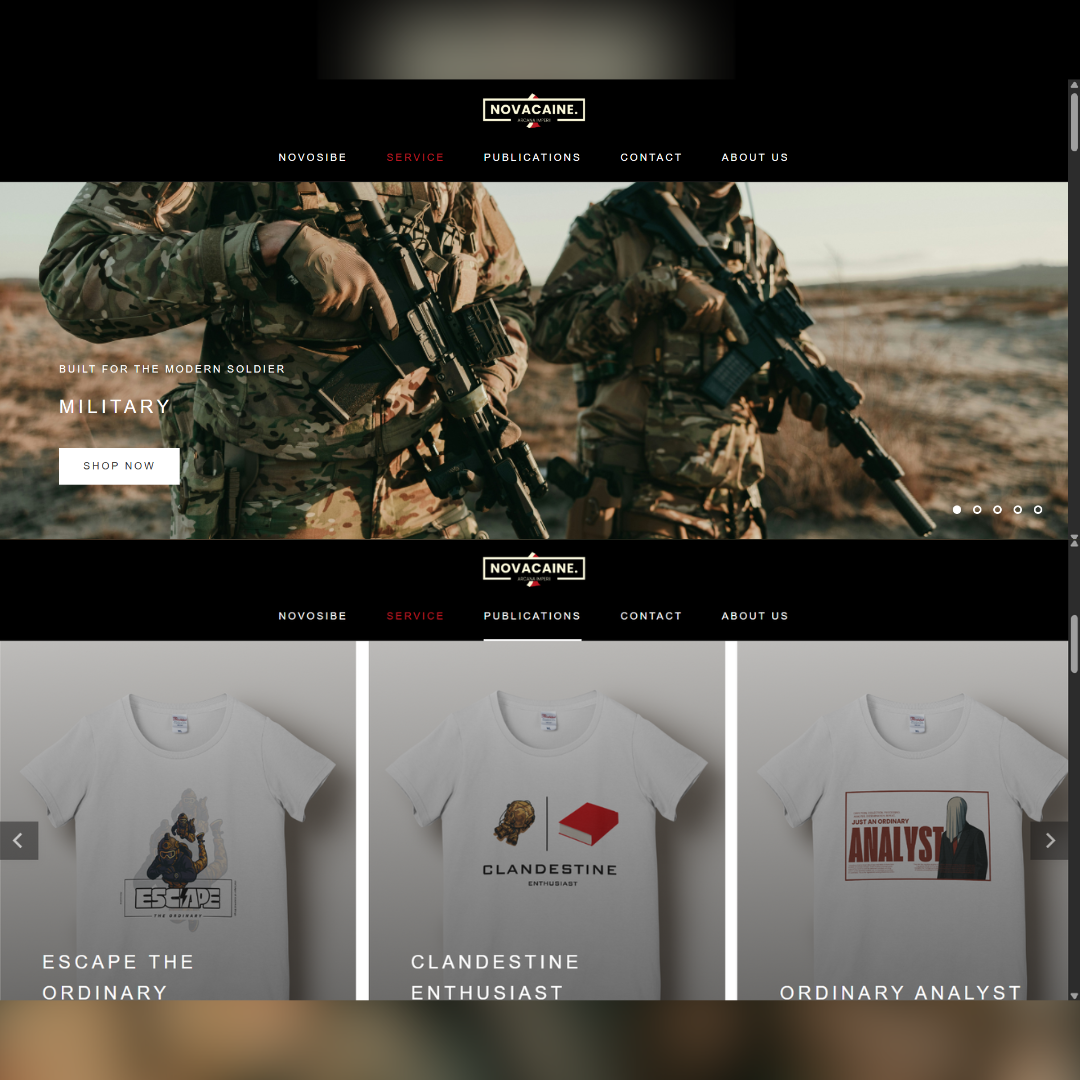 NOVACAINE.
ARCANA IMPERII
NOVOSIBE SERVICE PUBLICATIONS CONTACT ABOUT US
BUILT FOR THE MODERN SOLDIER
MILITARY
SHOP NOW
NOVACAINE.
ARCANA IMPERII
NOVOSIBE SERVICE PUBLICATIONS CONTACT ABOUT US
ESCAPE
THE ORDINARY
CLANDESTINE
ENTHUSIAST
JUST AN ORDINARY
ANALYST
ESCAPE THE
ORDINARY
CLANDESTINE
ENTHUSIAST
ORDINARY ANALYST